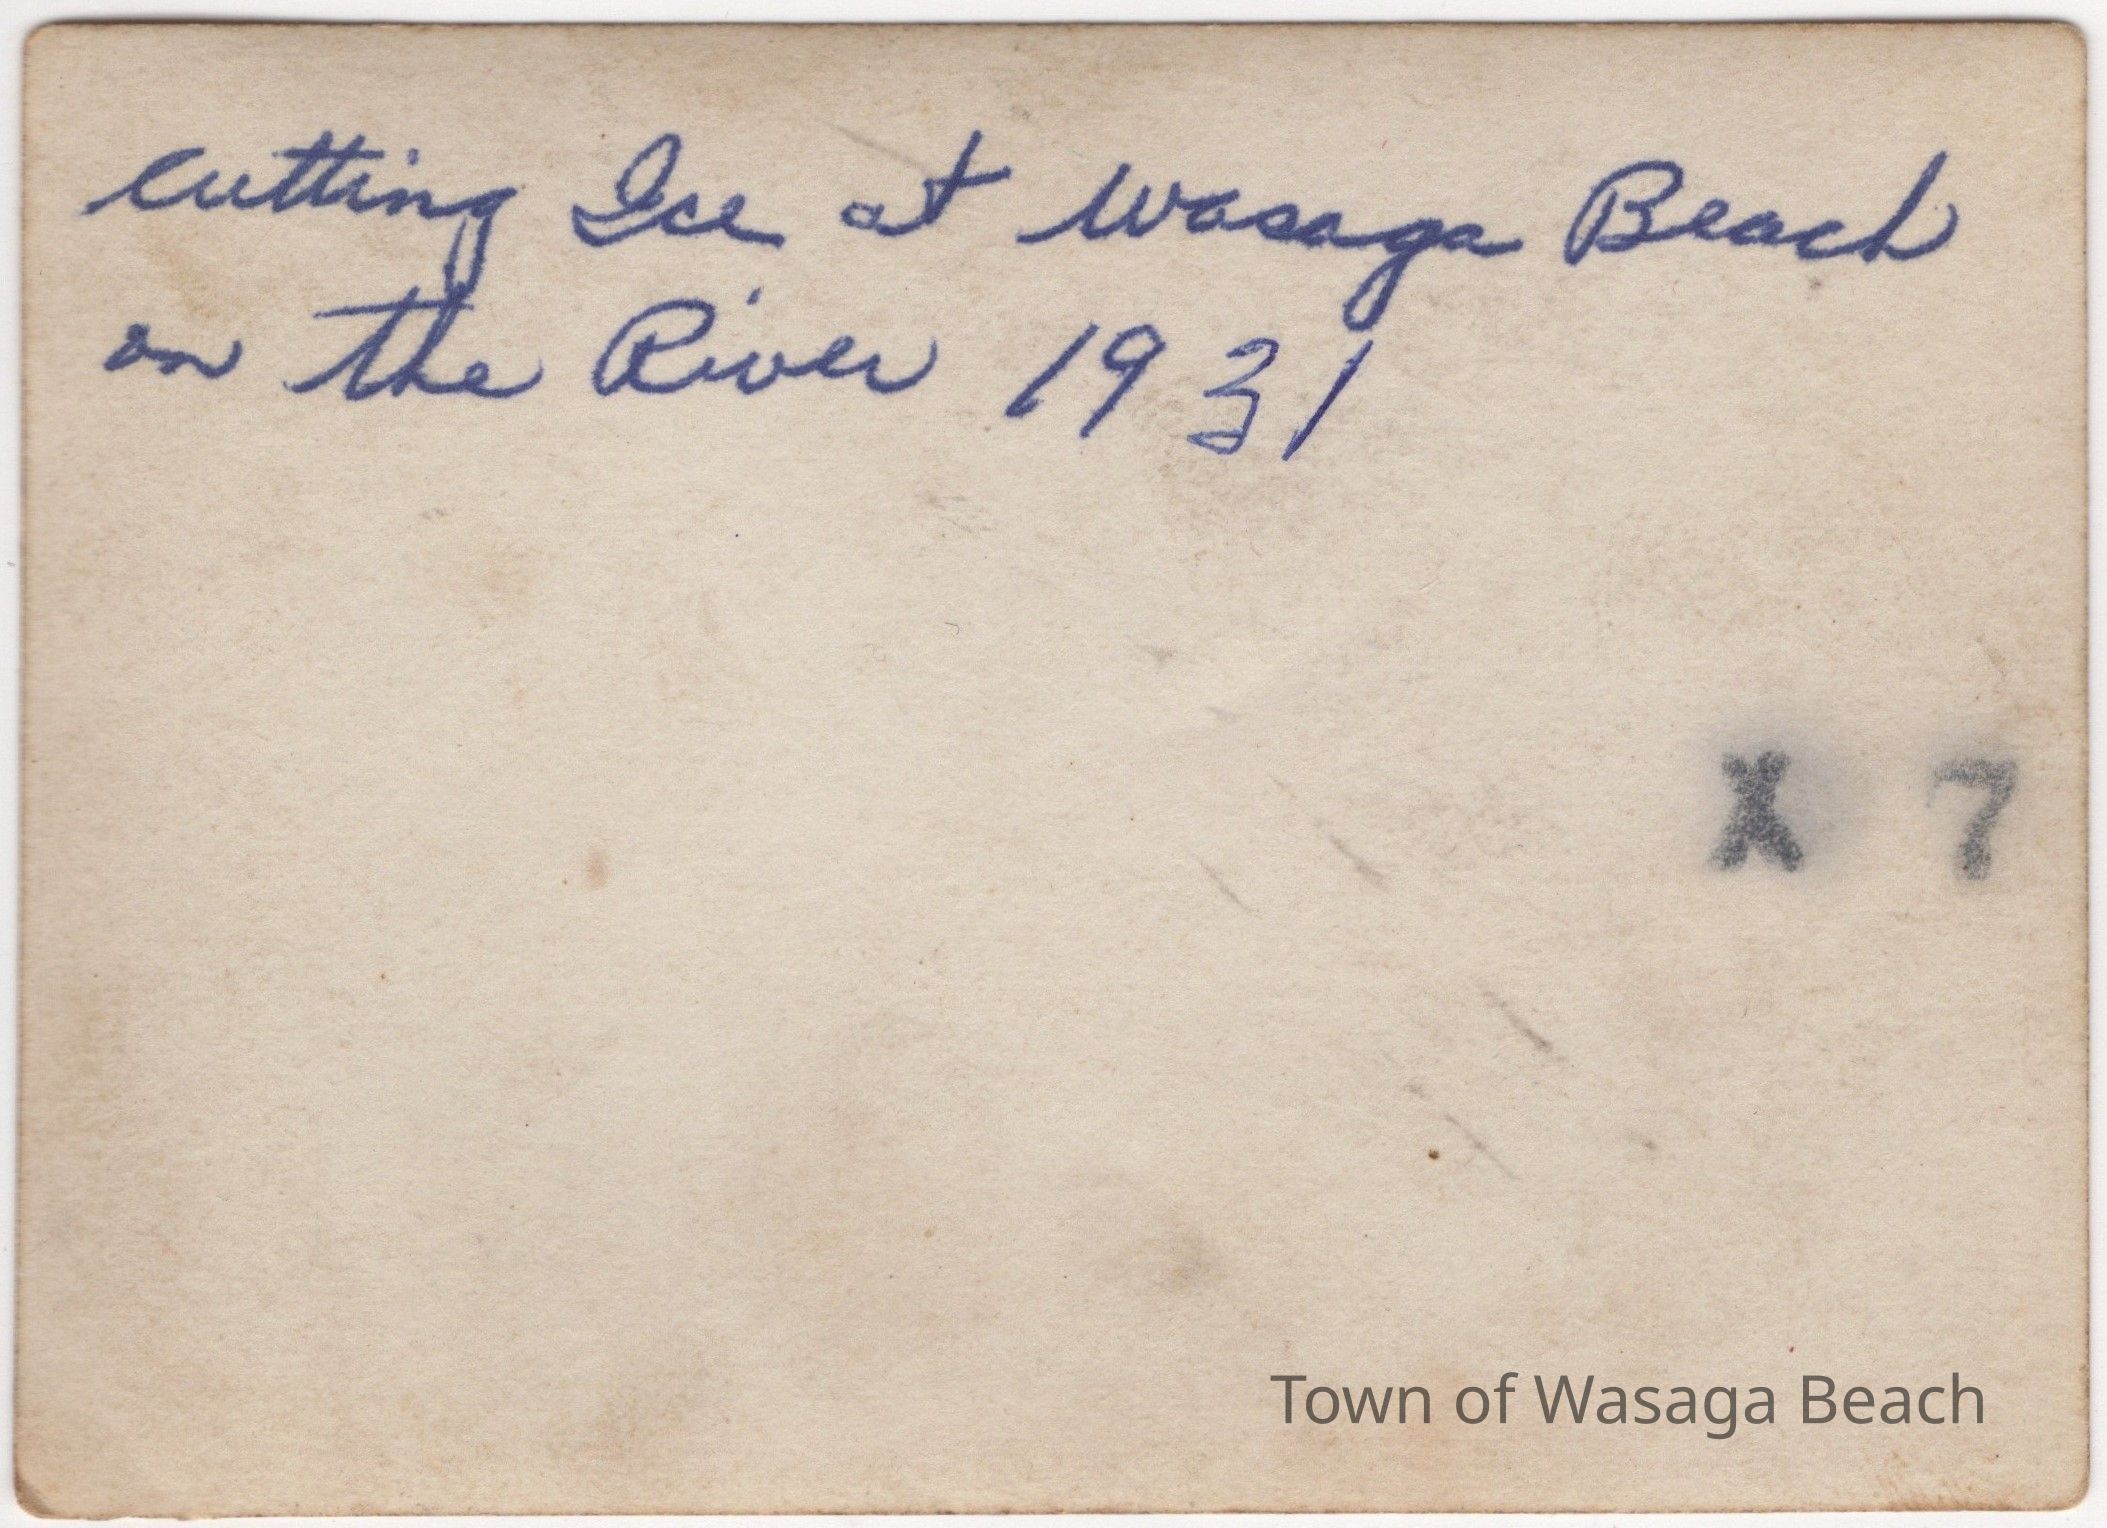 cutting Ice at Wasaga Beach
on the River 1931
X 7
Town of Wasaga Beach